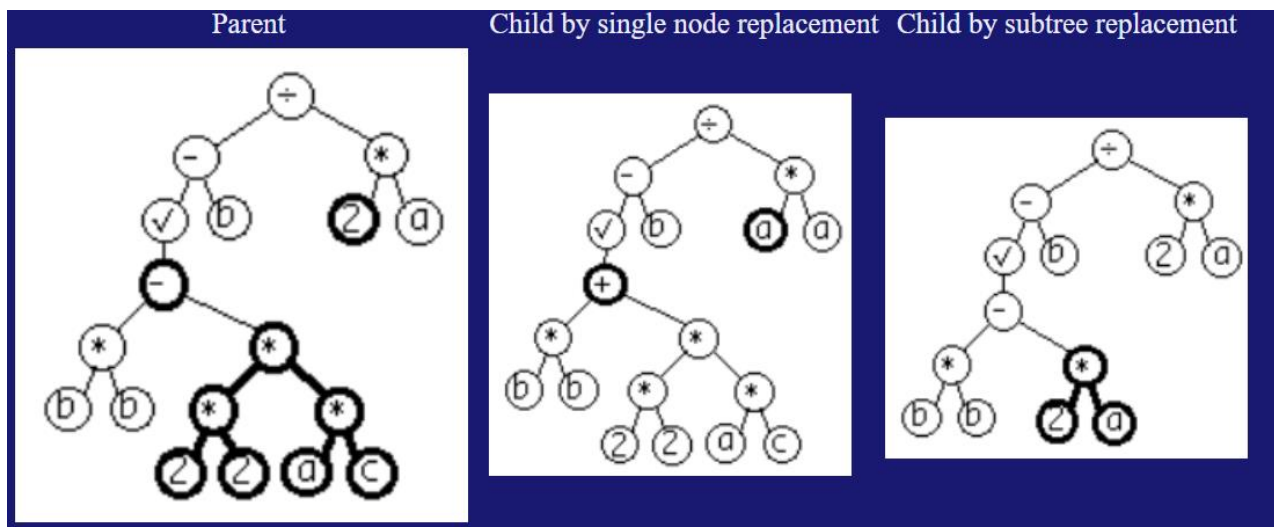 Parent Child by single node replacement Child by subtree replacement
÷
- *
√ b 2 a
-
* *
b b * *
2 2 a c
÷
- *
√ b a a
+
* *
b b * *
2 2 a c
÷
- *
√ b 2 a
-
* *
b b 2 a